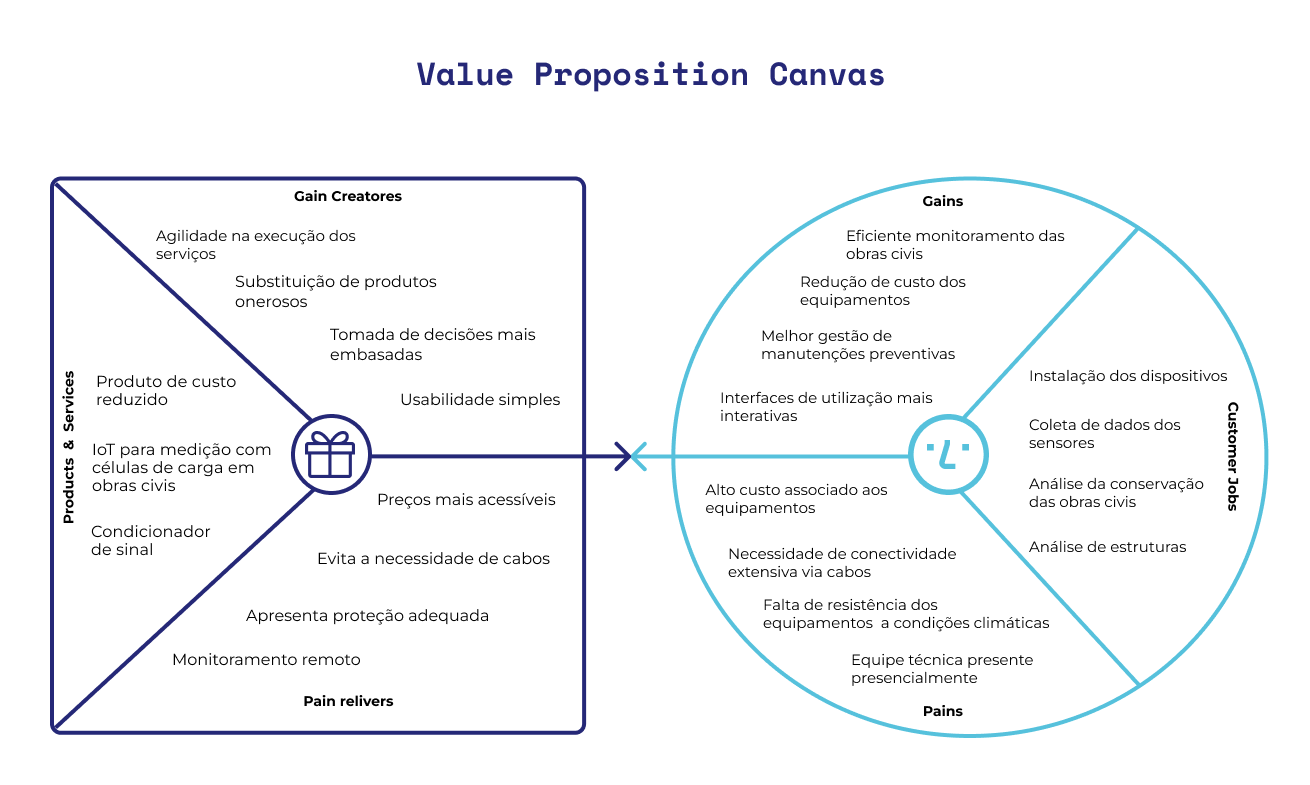 Value Proposition Canvas
Gain Creatores
Agilidade na execução dos
serviços
Substituição de produtos
onerosos
Tomada de decisões mais
embasadas
Usabilidade simples
Products & Services
Produto de custo
reduzido
IoT para medição com
células de carga em
obras civis
Condicionador
de sinal
Preços mais acessíveis
Evita a necessidade de cabos
Apresenta proteção adequada
Monitoramento remoto
Pain relivers
Gains
Eficiente monitoramento das
obras civis
Redução de custo dos
equipamentos
Melhor gestão de
manutenções preventivas
Interfaces de utilização mais
interativas
Customer Jobs
Instalação dos dispositivos
Coleta de dados dos
sensores
Análise da conservação
das obras civis
Análise de estruturas
Alto custo associado aos
equipamentos
Necessidade de conectividade
extensiva via cabos
Falta de resistência dos
equipamentos  a condições climáticas
Equipe técnica presente
presencialmente
Pains